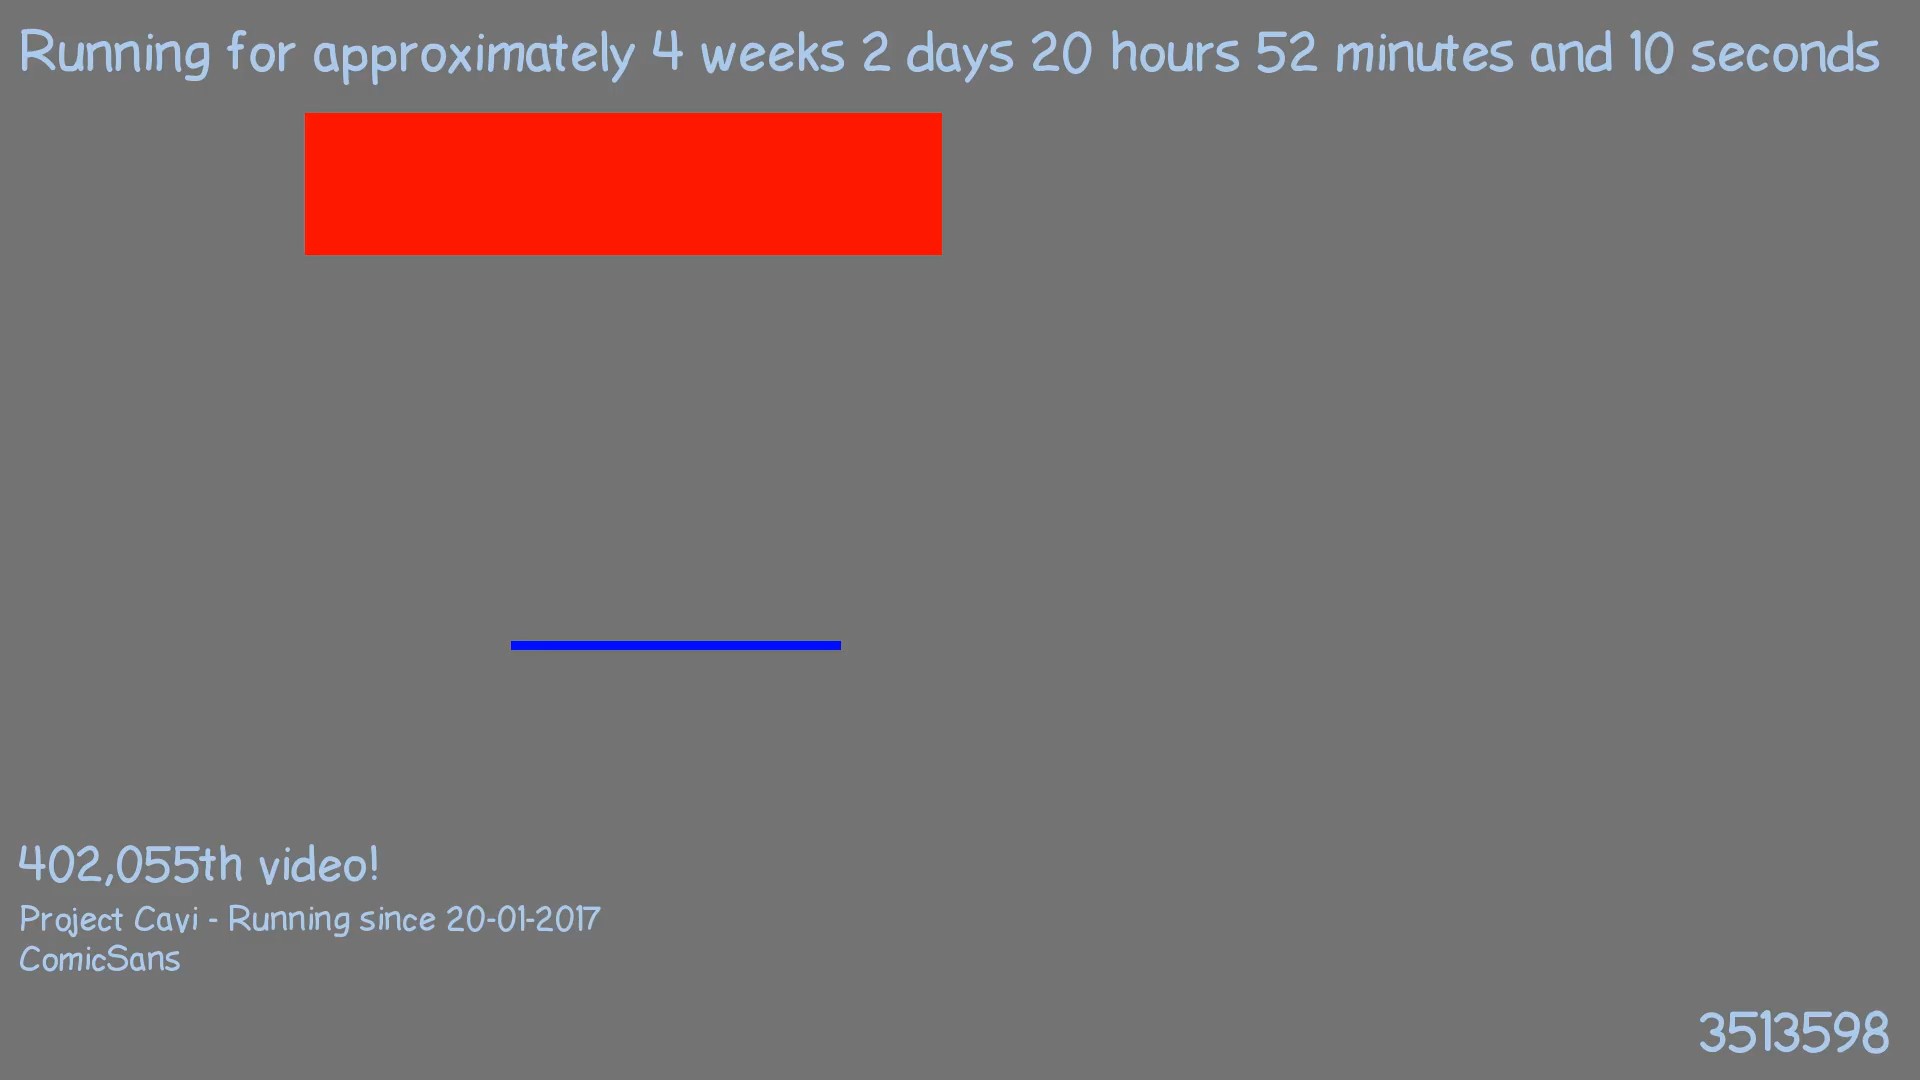 Running for approximately 4 weeks 2 days 20 hours 52 minutes and 10 seconds
402,055th video!
Project Cavi - Running since 20-01-2017
ComicSans
3513598